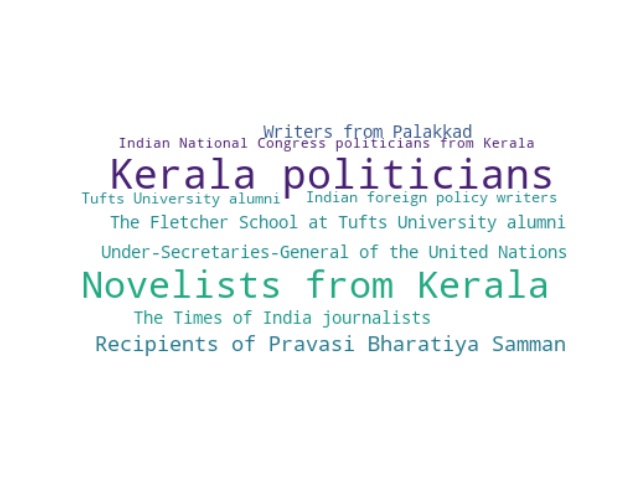 Writers from Palakkad
Indian National Congress politicians from Kerala
Kerala politicians
Tufts University alumni
Indian foreign policy writers
The Fletcher School at Tufts University alumni
Under-Secretaries-General of the United Nations
Novelists from Kerala
The Times of India journalists
Recipients of Pravasi Bharatiya Samman